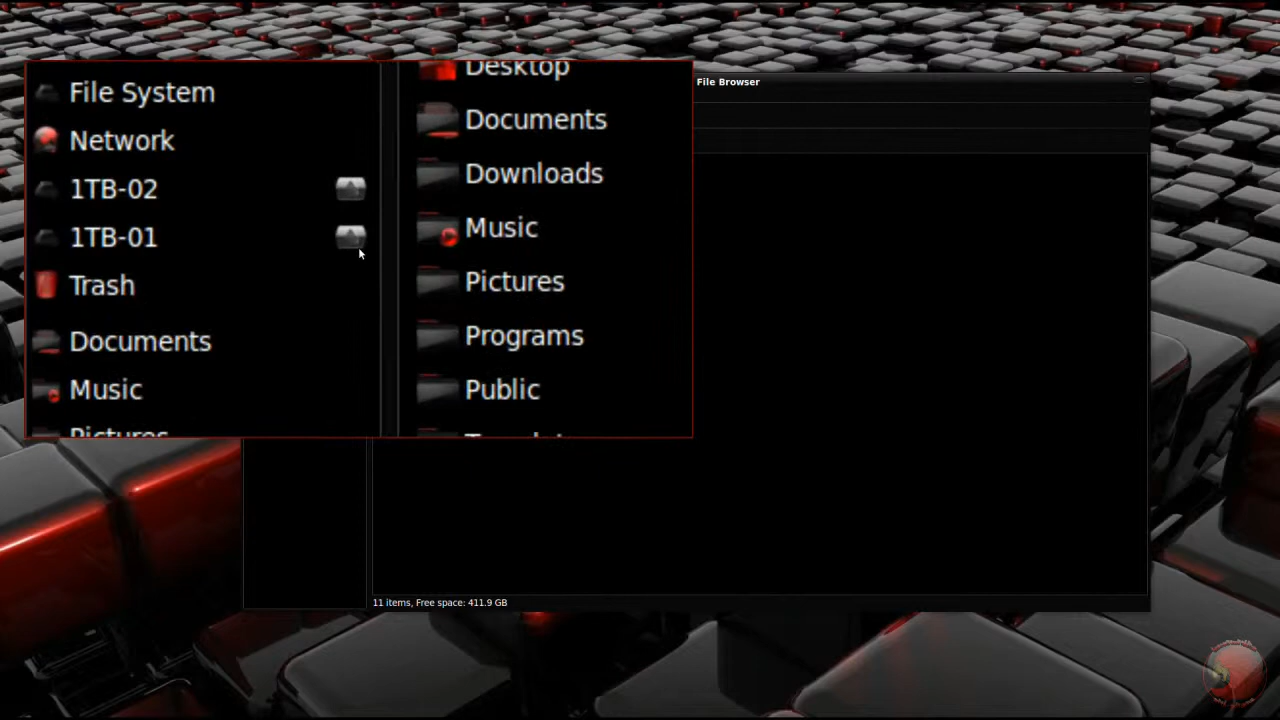 File System
Network
1TB-02
1TB-01
Trash
Documents
Music
Pictures
Desktop
Documents
Downloads
Music
Pictures
Programs
Public
File Browser
11 items, Free space: 411.9 GB